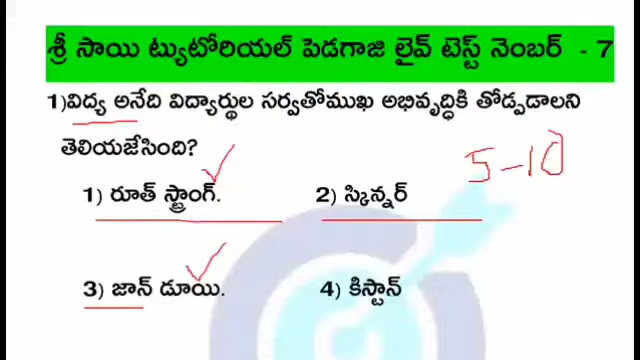 శ్రీ సాయి ట్యుటోరియల్ పెడగాజి లైవ్ టెస్ట్ నెంబర్ - 7
1)విద్య అనేది విద్యార్థుల సర్వతోముఖ అభివృద్ధికి తోడ్పడాలని
తెలియజేసింది?
5-10
1) రూత్ స్ట్రాంగ్. 2) స్కిన్నర్
3) జాన్ డూయి. 4) కిస్టాన్